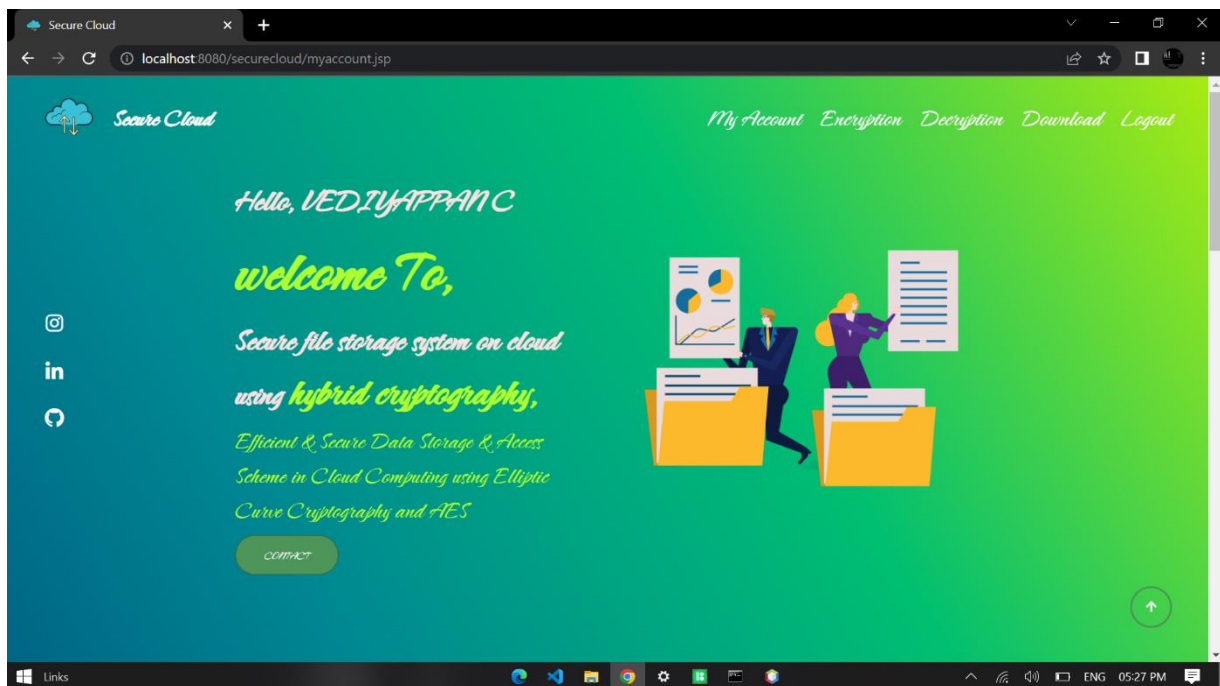 Secure Cloud
localhost:8080/securecloud/myaccount.jsp
Secure Cloud
My Account Encryption Decryption Download Logout
Hello, VEDIYAPPAN C
welcome To,
Secure file storage system on cloud
using hybrid cryptography,
Efficient & Secure Data Storage & Access
Scheme in Cloud Computing using Elliptic
Curve Cryptography and AES
CONTACT
in
Links
ENG 05:27 PM